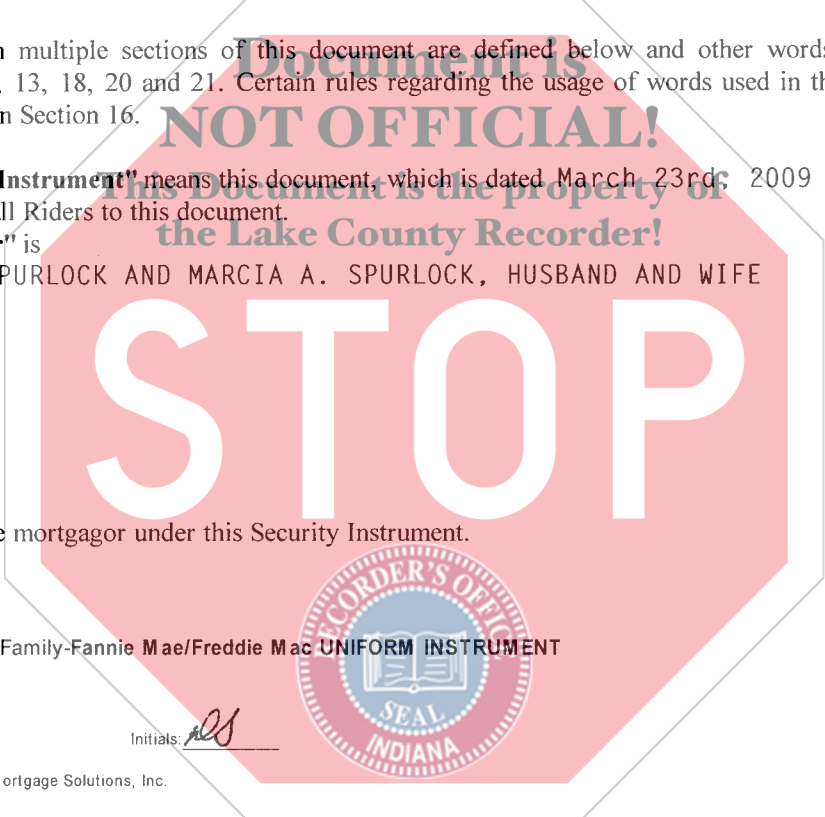 multiple sections of this document are defined below and other words
Document is
, 13, 18, 20 and 21. Certain rules regarding the usage of words used in th
n Section 16.
NOT OFFICIAL!
Instrument" means this document, which is dated March 23rd, 2009
This Document is the property of
ll Riders to this document.
the Lake County Recorder!
" is
PURLOCK AND MARCIA A. SPURLOCK, HUSBAND AND WIFE
STOP
e mortgagor under this Security Instrument.
RECORDER'S OFFICE
Family-Fannie Mae/Freddie Mac UNIFORM INSTRUMENT
SEAL
INDIANA
Initials:
ortgage Solutions, Inc.